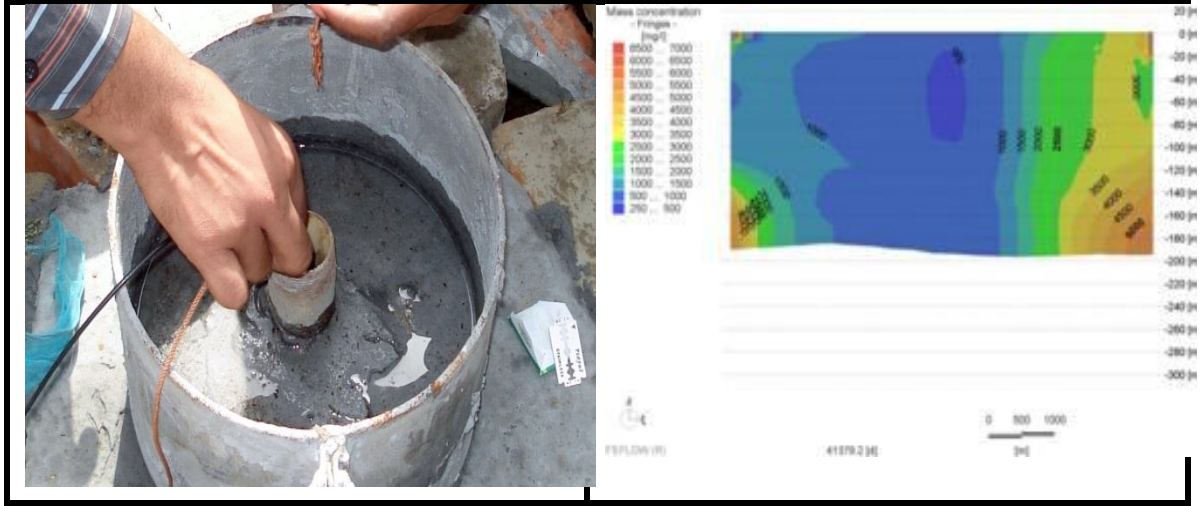 Mass concentration
- Fringes -
[mg/l]
6500 ... 7000
6000 ... 6500
5500 ... 6000
5000 ... 5500
4500 ... 5000
4000 ... 4500
3500 ... 4000
3000 ... 3500
2500 ... 3000
2000 ... 2500
1500 ... 2000
1000 ... 1500
500 ... 1000
250 ... 500
20 [m
0 [m
-20 [m
-40 [m
-60 [m
-80 [m
-100 [m
-120 [m
-140 [m
-160 [m
-180 [m
-200 [m
-220 [m
-240 [m
-260 [m
-280 [m
-300 [m
1000
1500
2000
2500
3500
4000
4500
0 500 1000
[m]
FEFLOW (R)
41379.2 [d]